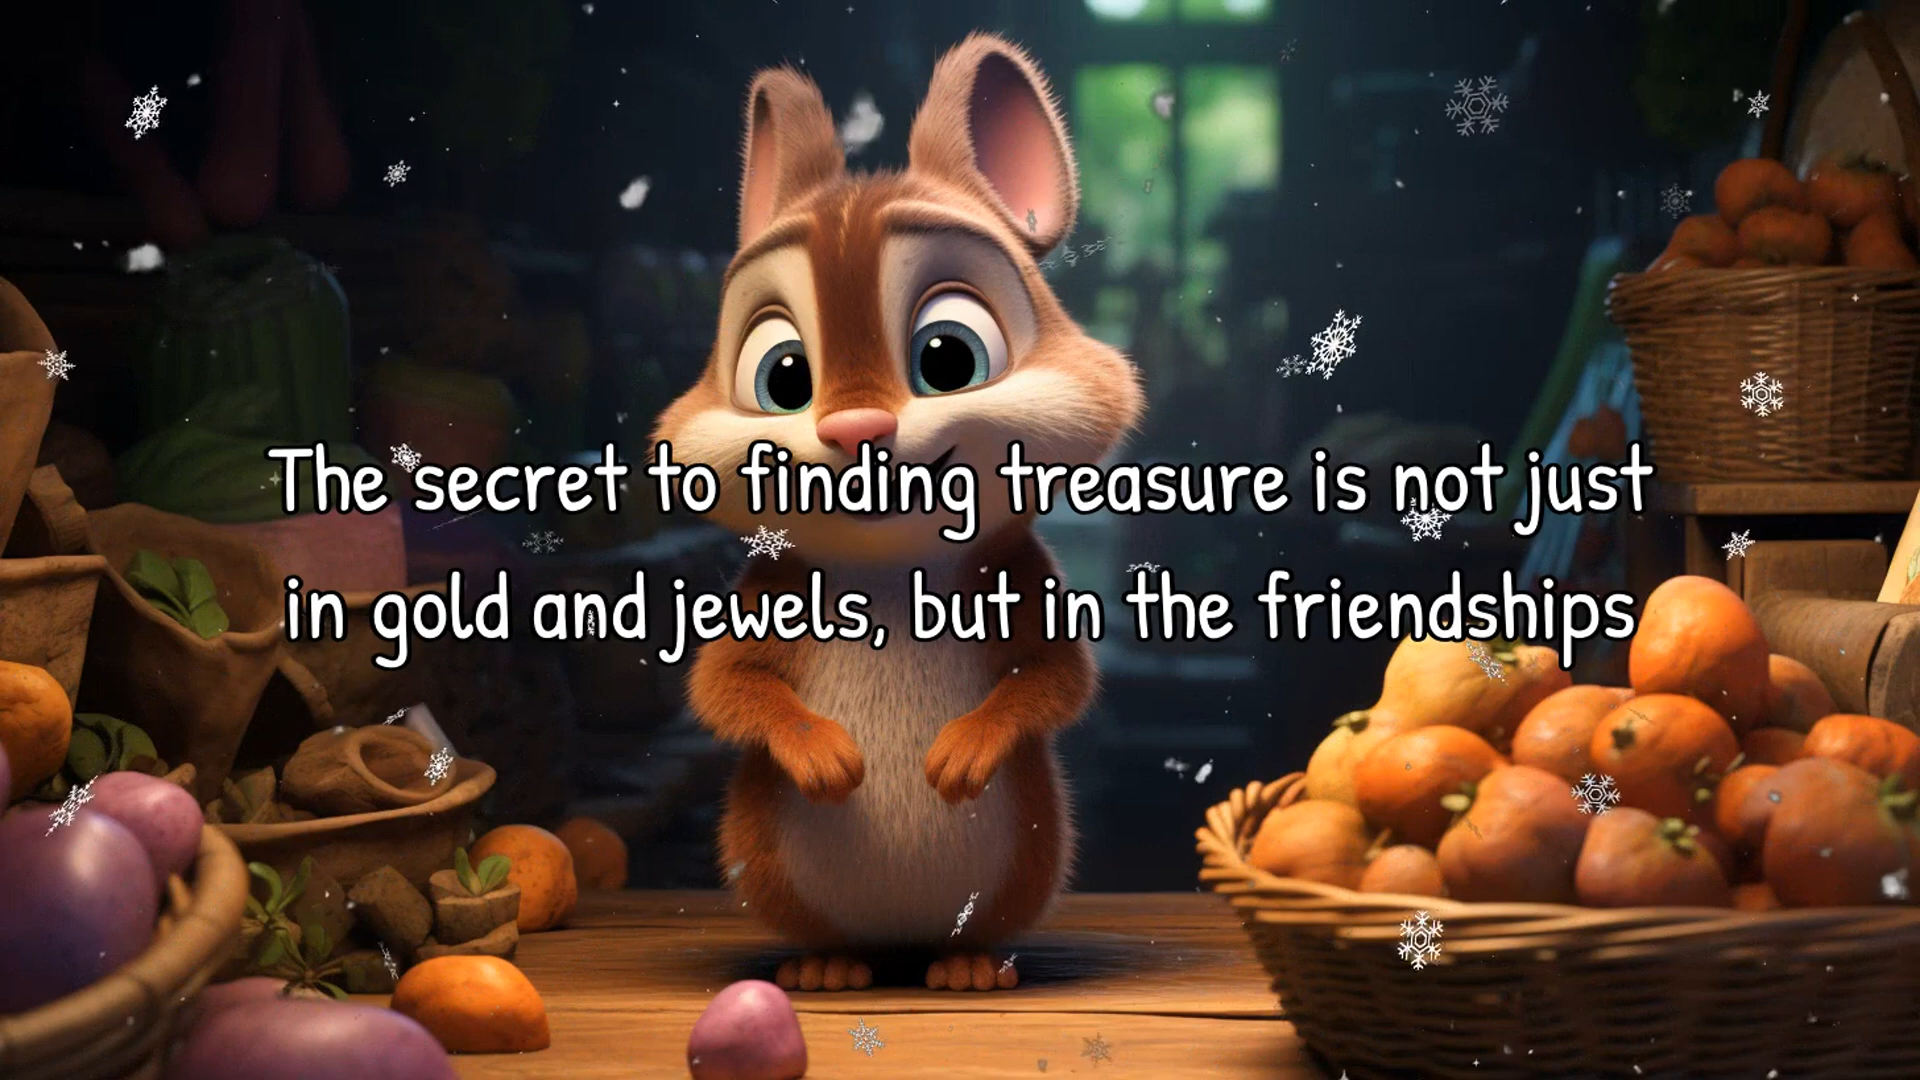 The secret to finding treasure is not just
in gold and jewels, but in the friendships